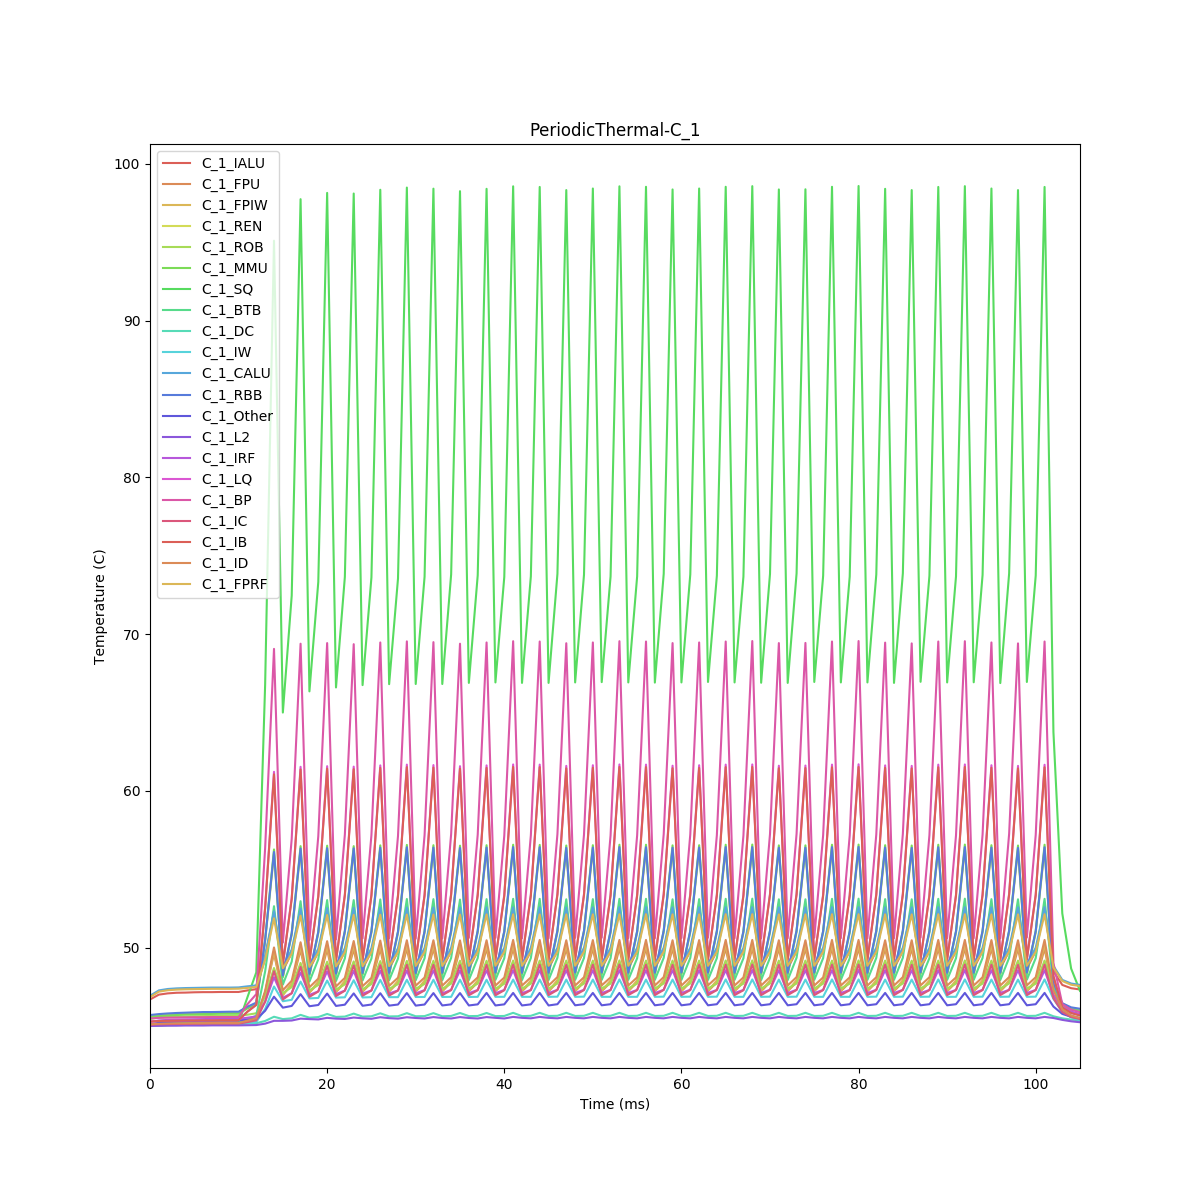 PeriodicThermal-C_1
100
90
80
70
60
50
Temperature (C)
C_1_IALU
C_1_FPU
C_1_FPIW
C_1_REN
C_1_ROB
C_1_MMU
C_1_SQ
C_1_BTB
C_1_DC
C_1_IW
C_1_CALU
C_1_RBB
C_1_Other
C_1_L2
C_1_IRF
C_1_LQ
C_1_BP
C_1_IC
C_1_IB
C_1_ID
C_1_FPRF
0 20 40 60 80 100
Time (ms)